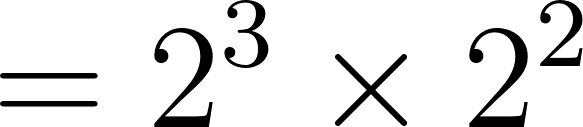 = 2³ × 2²